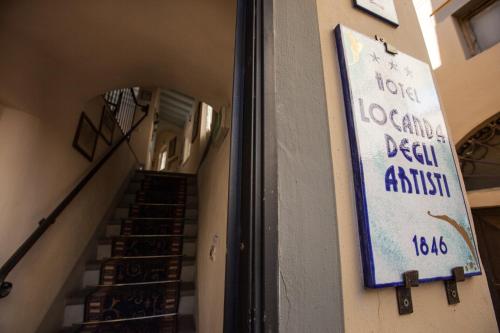 HOTEL
LOCANDA
DEGLI
ARTISTI
1846